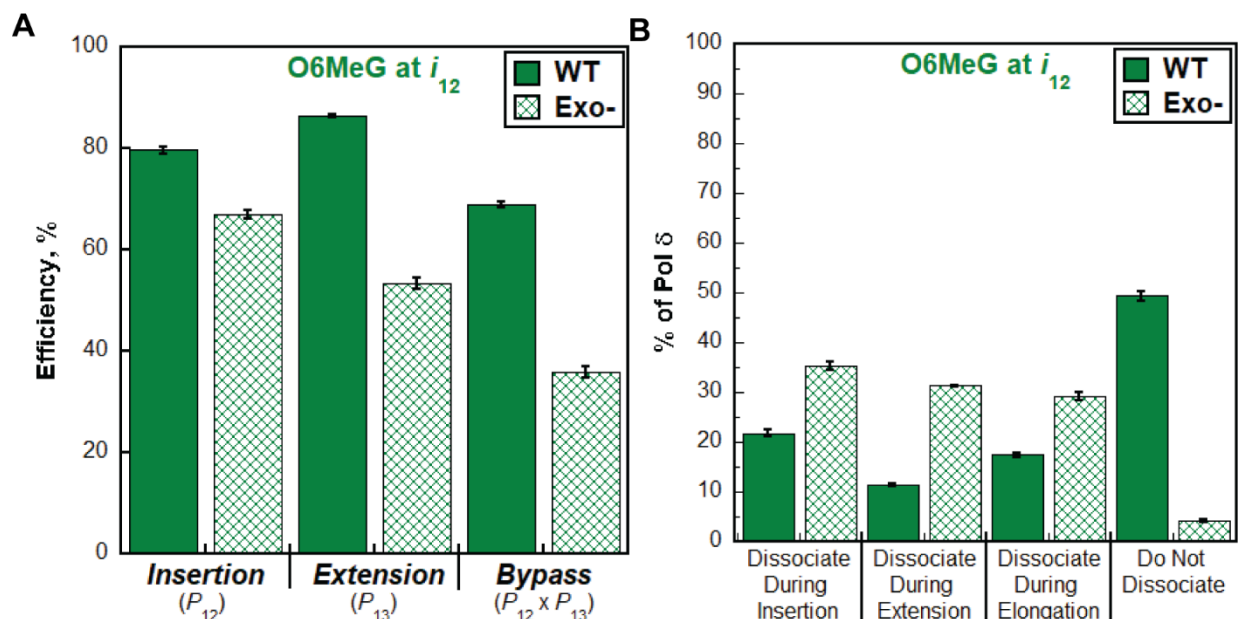 A
100
80
60
40
20
0
Efficiency, %
O6MeG at i12
WT
Exo-
Insertion
(P12)
Extension
(P13)
Bypass
(P12 x P13)
B
100
90
80
70
60
50
40
30
20
10
0
% of Pol δ
O6MeG at i12
WT
Exo-
Dissociate
During
Insertion
Dissociate
During
Extension
Dissociate
During
Elongation
Do Not
Dissociate